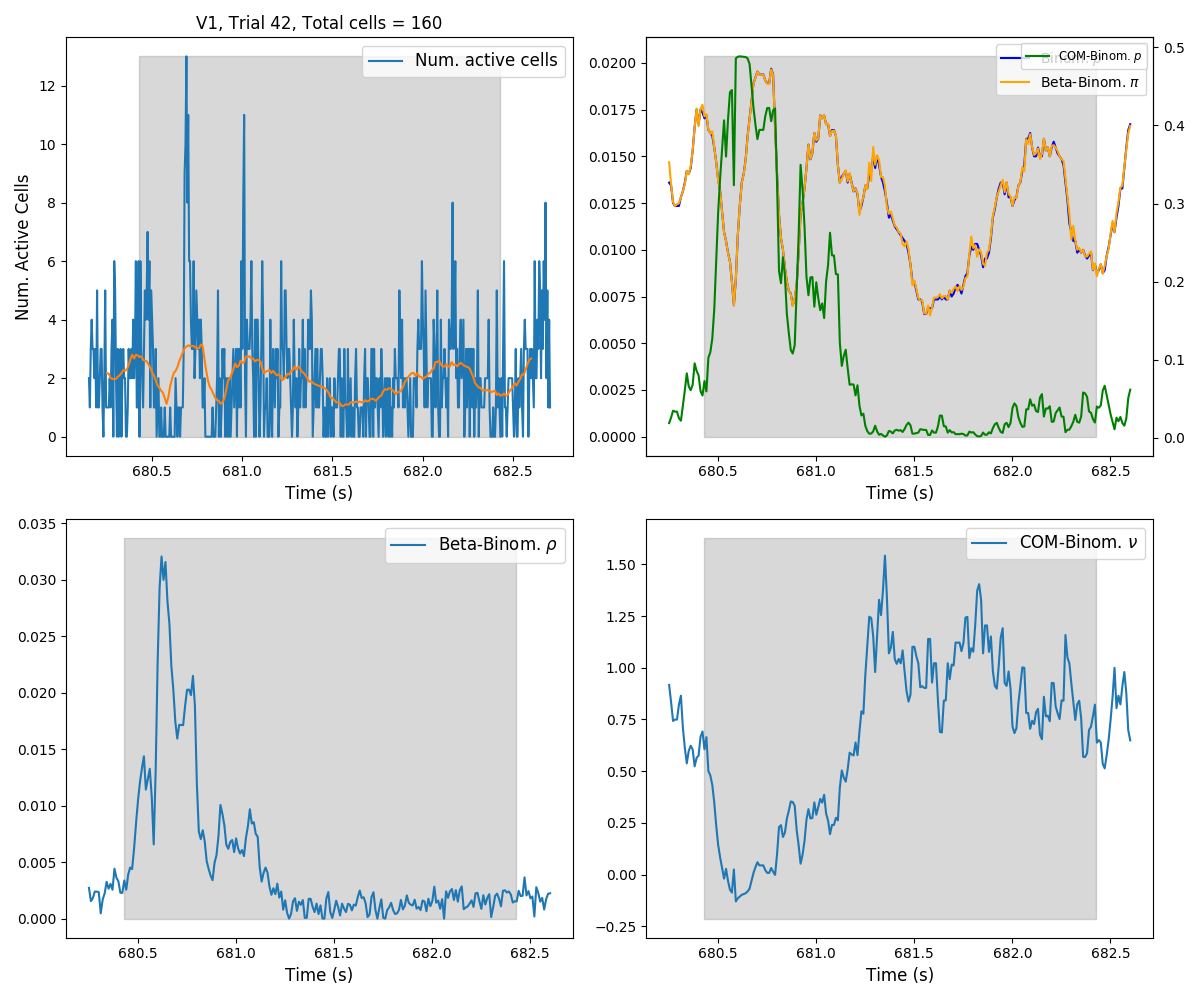 V1, Trial 42, Total cells = 160
Num. active cells
Num. Active Cells
12
10
8
6
4
2
0
680.5 681.0 681.5 682.0 682.5
Time (s)
COM-Binom. p
Beta-Binom. π
0.0200
0.0175
0.0150
0.0125
0.0100
0.0075
0.0050
0.0025
0.0000
0.5
0.4
0.3
0.2
0.1
0.0
680.5 681.0 681.5 682.0 682.5
Time (s)
Beta-Binom. ρ
0.035
0.030
0.025
0.020
0.015
0.010
0.005
0.000
680.5 681.0 681.5 682.0 682.5
Time (s)
COM-Binom. ν
1.50
1.25
1.00
0.75
0.50
0.25
0.00
−0.25
680.5 681.0 681.5 682.0 682.5
Time (s)